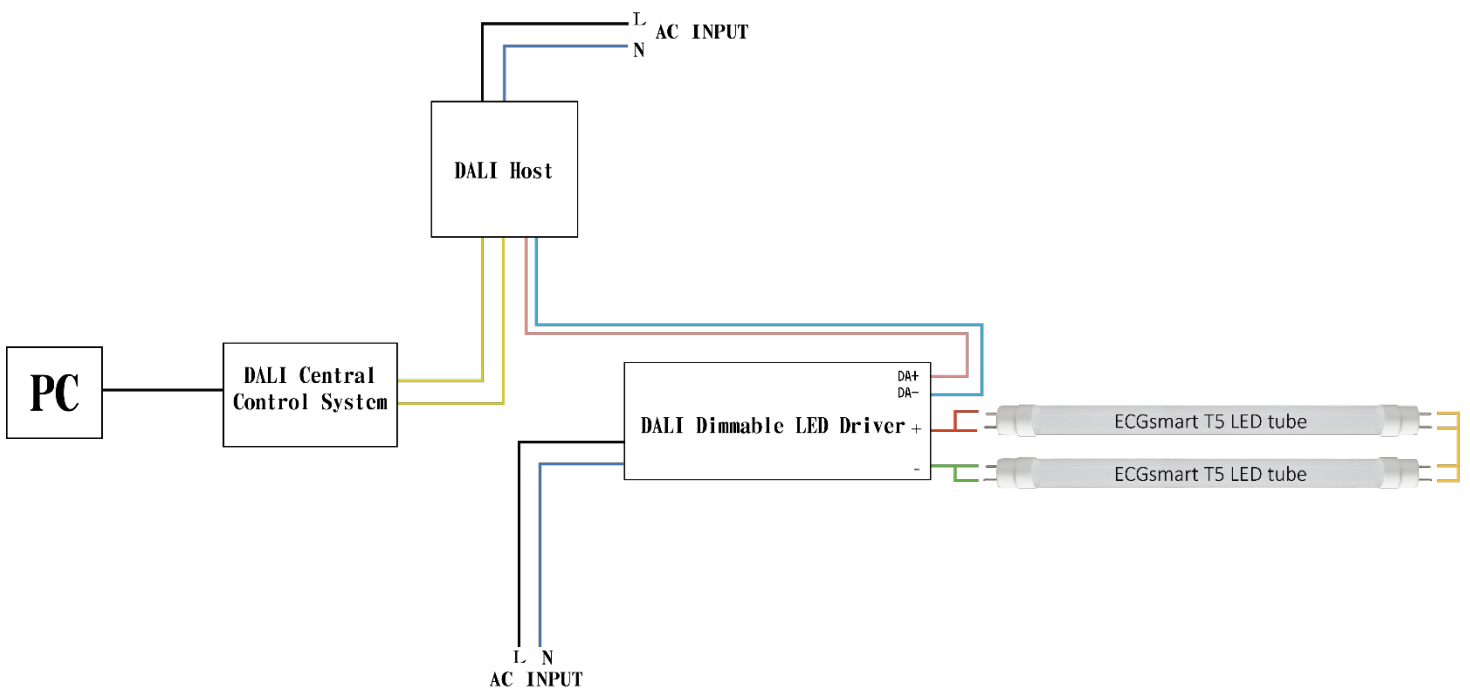 L
AC INPUT
N
DALI Host
PC
DALI Central
Control System
DA+
DA-
DALI Dimmable LED Driver
+
-
ECGsmart T5 LED tube
ECGsmart T5 LED tube
L N
AC INPUT